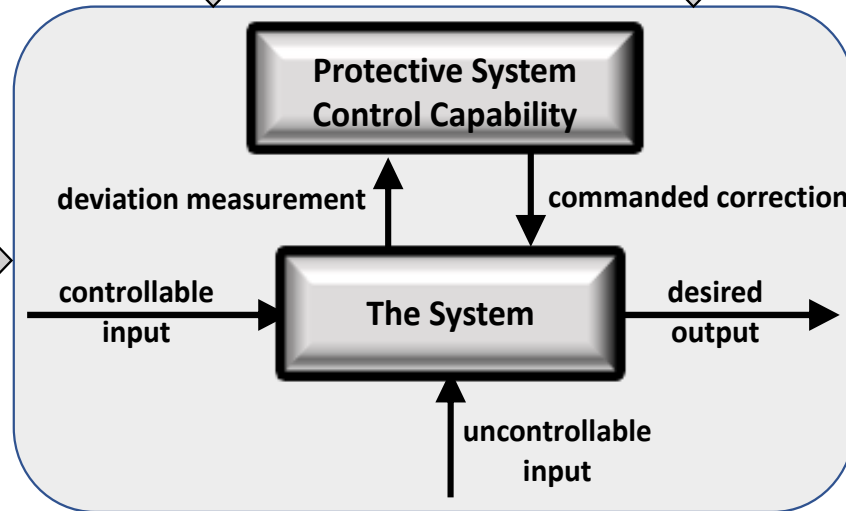 Protective System
Control Capability
deviation measurement
commanded correction
controllable
input
The System
desired
output
uncontrollable
input